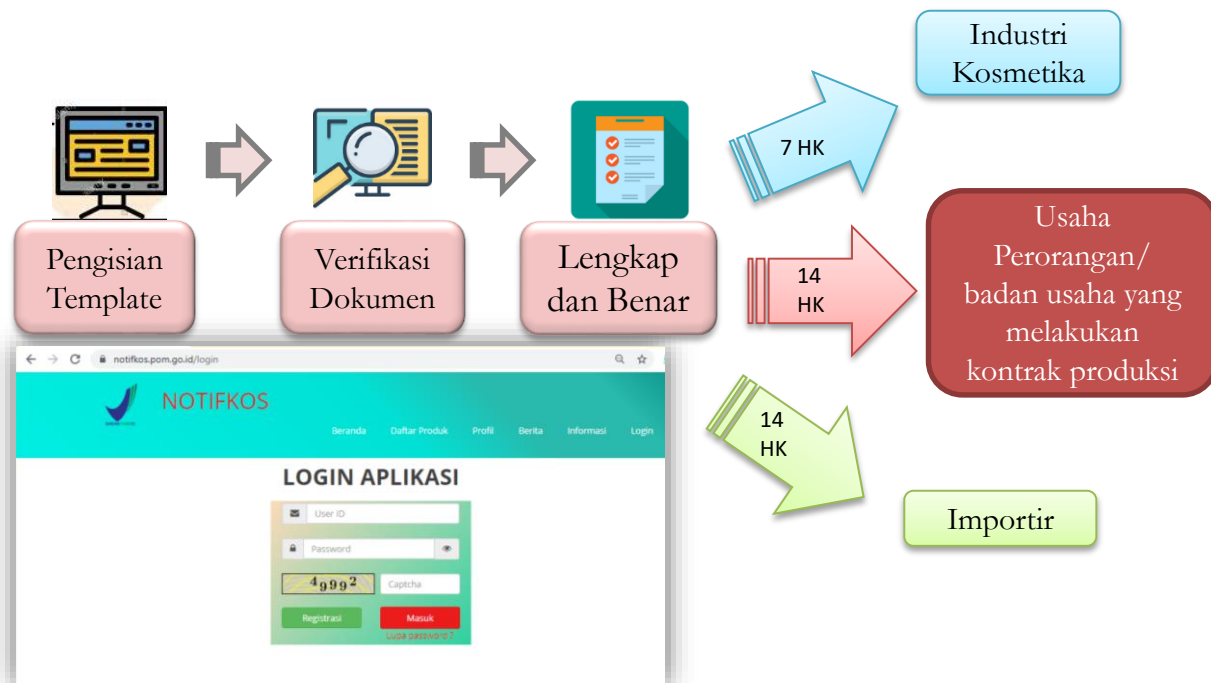 Industri
Kosmetika
7 HK
Pengisian
Template
Verifikasi
Dokumen
Lengkap
dan Benar
14
HK
Usaha
Perorangan/
badan usaha yang
melakukan
kontrak produksi
14
HK
Importir
notifkos.pom.go.id/login
NOTIFKOS
Beranda Daftar Produk Profil Berita Informasi Login
LOGIN APLIKASI
User ID
Password
49992 Captcha
Registrasi Masuk
Lupa password ?